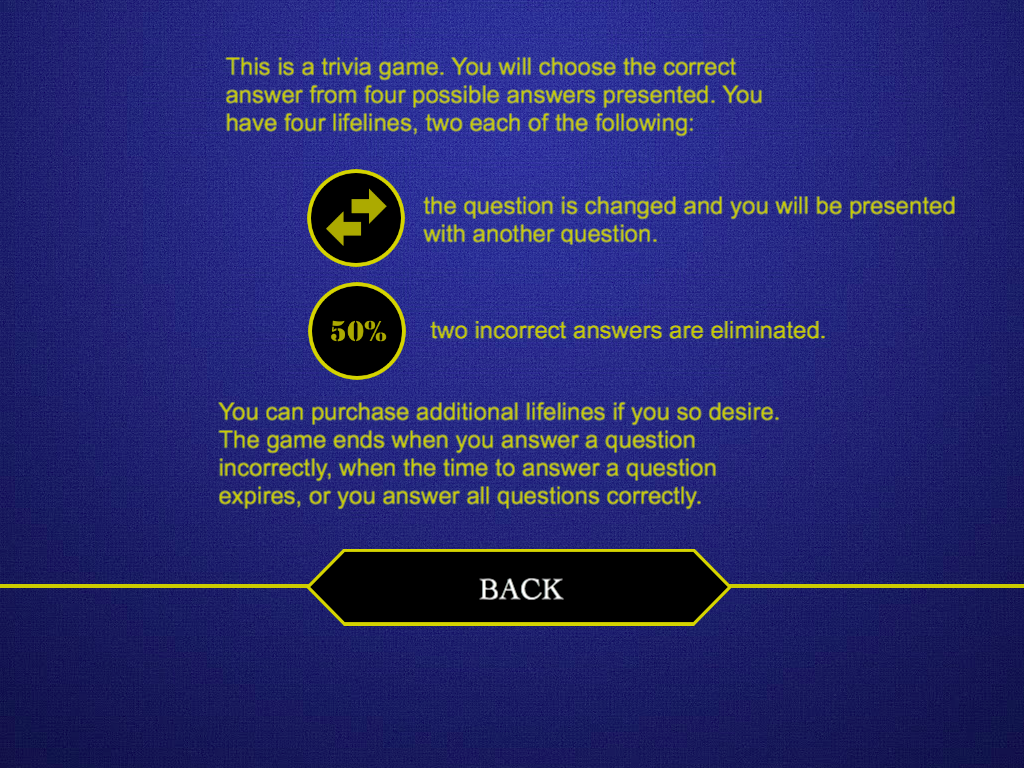 This is a trivia game. You will choose the correct
answer from four possible answers presented. You
have four lifelines, two each of the following:
the question is changed and you will be presented
with another question.
50%
two incorrect answers are eliminated.
You can purchase additional lifelines if you so desire.
The game ends when you answer a question
incorrectly, when the time to answer a question
expires, or you answer all questions correctly.
BACK